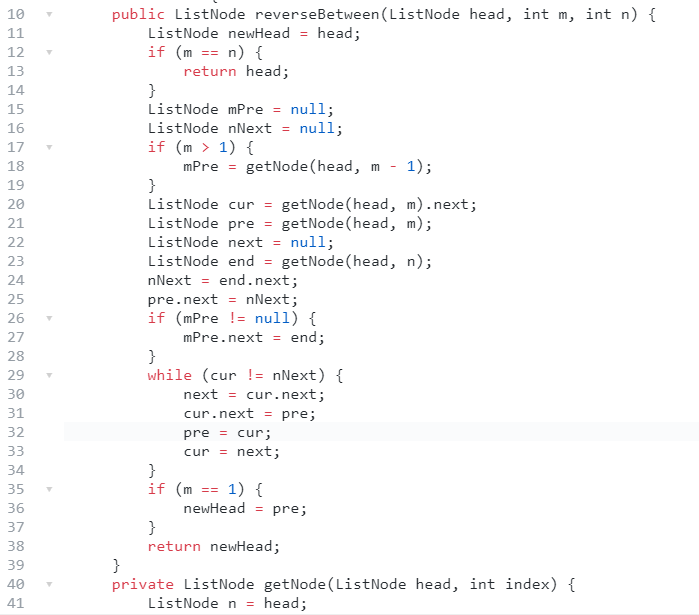 10 public ListNode reverseBetween(ListNode head, int m, int n) {
11 ListNode newHead = head;
12 if (m == n) {
13 return head;
14 }
15 ListNode mPre = null;
16 ListNode nNext = null;
17 if (m > 1) {
18 mPre = getNode(head, m - 1);
19 }
20 ListNode cur = getNode(head, m).next;
21 ListNode pre = getNode(head, m);
22 ListNode next = null;
23 ListNode end = getNode(head, n);
24 nNext = end.next;
25 pre.next = nNext;
26 if (mPre != null) {
27 mPre.next = end;
28 }
29 while (cur != nNext) {
30 next = cur.next;
31 cur.next = pre;
32 pre = cur;
33 cur = next;
34 }
35 if (m == 1) {
36 newHead = pre;
37 }
38 return newHead;
39 }
40 private ListNode getNode(ListNode head, int index) {
41 ListNode n = head;